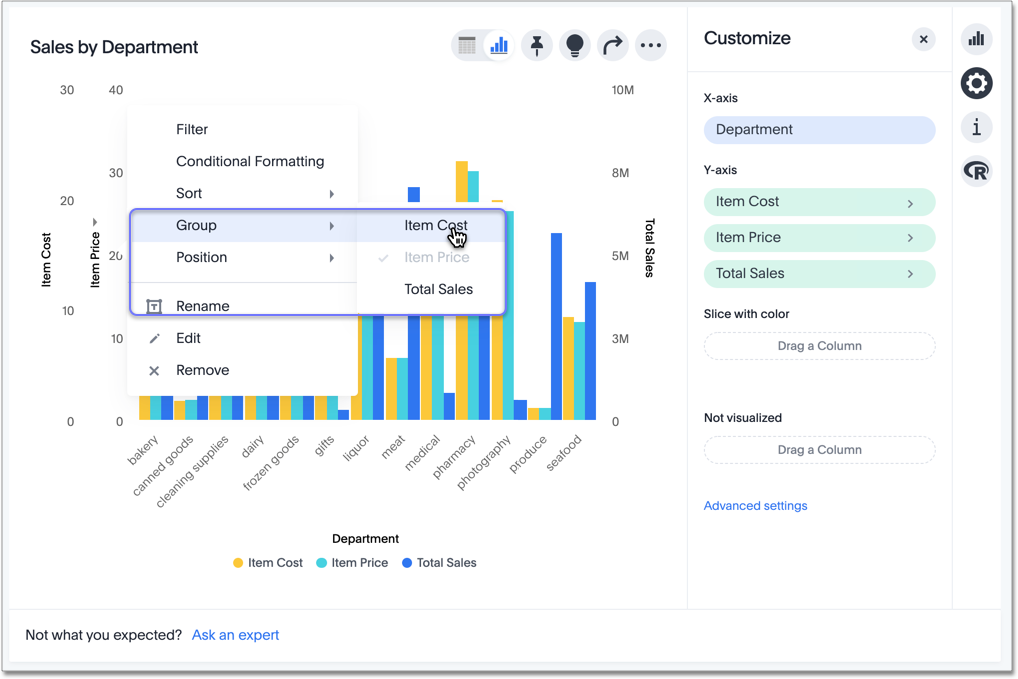 Sales by Department
Customize
X-axis
Department
Y-axis
Item Cost
Item Price
Total Sales
Slice with color
Drag a Column
Not visualized
Drag a Column
Advanced settings
30
20
10
0
Item Cost
40
30
20
10
0
Item Price
10M
8M
5M
3M
0
Total Sales
Filter
Conditional Formatting
Sort
Group
Position
Rename
Edit
Remove
Item Cost
Item Price
Total Sales
bakery
canned goods
cleaning supplies
dairy
frozen goods
gifts
liquor
meat
medical
pharmacy
photography
produce
seafood
Department
Item Cost Item Price Total Sales
Not what you expected? Ask an expert
i
R
T